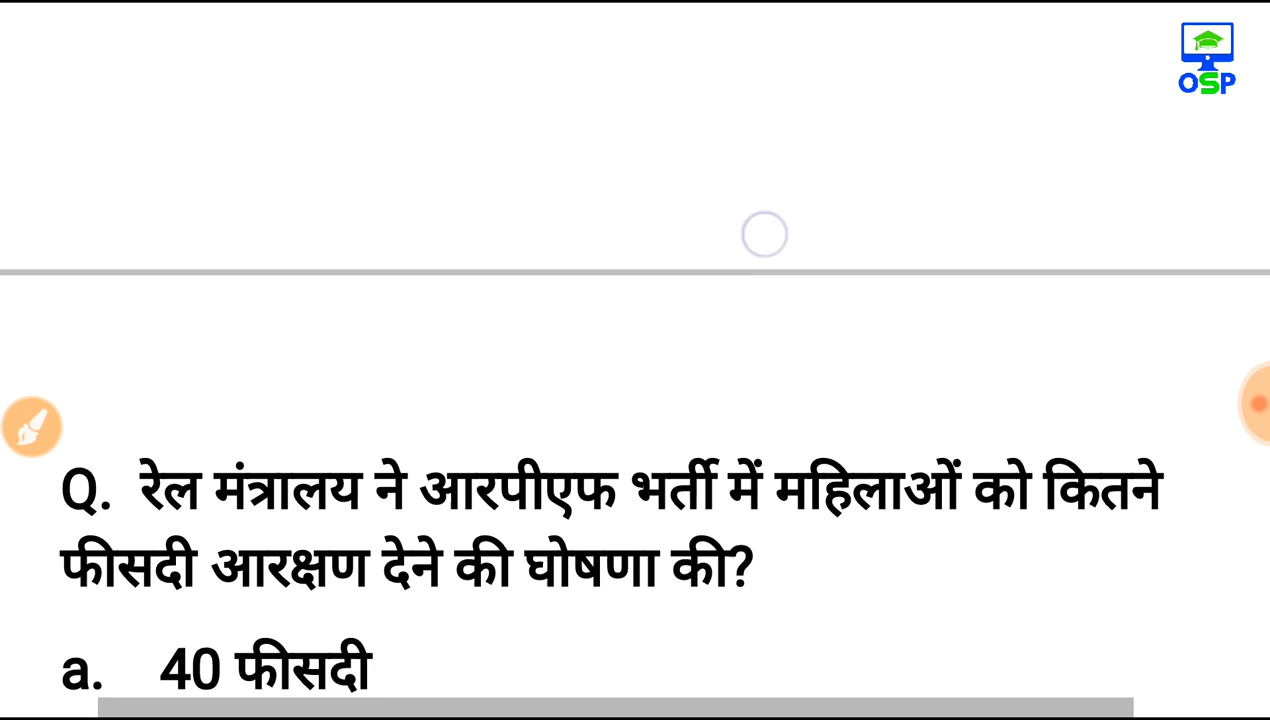 OSP
Q. रेल मंत्रालय ने आरपीएफ भर्ती में महिलाओं को कितने
फीसदी आरक्षण देने की घोषणा की?
a. 40 फीसदी